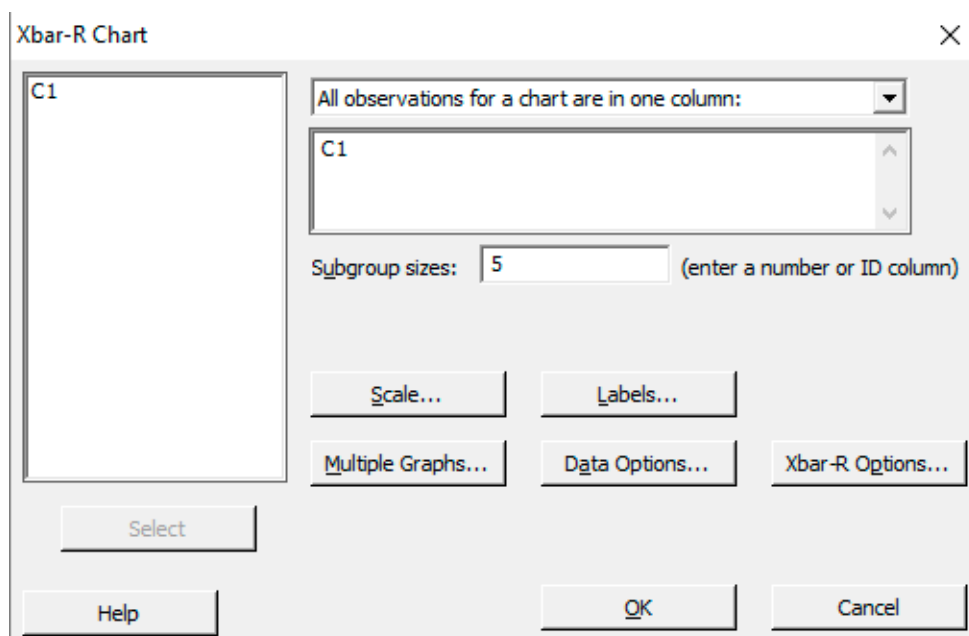 Xbar-R Chart
C1
All observations for a chart are in one column:
C1
Subgroup sizes: 5 (enter a number or ID column)
Scale... Labels...
Multiple Graphs... Data Options... Xbar-R Options...
Select
Help OK Cancel